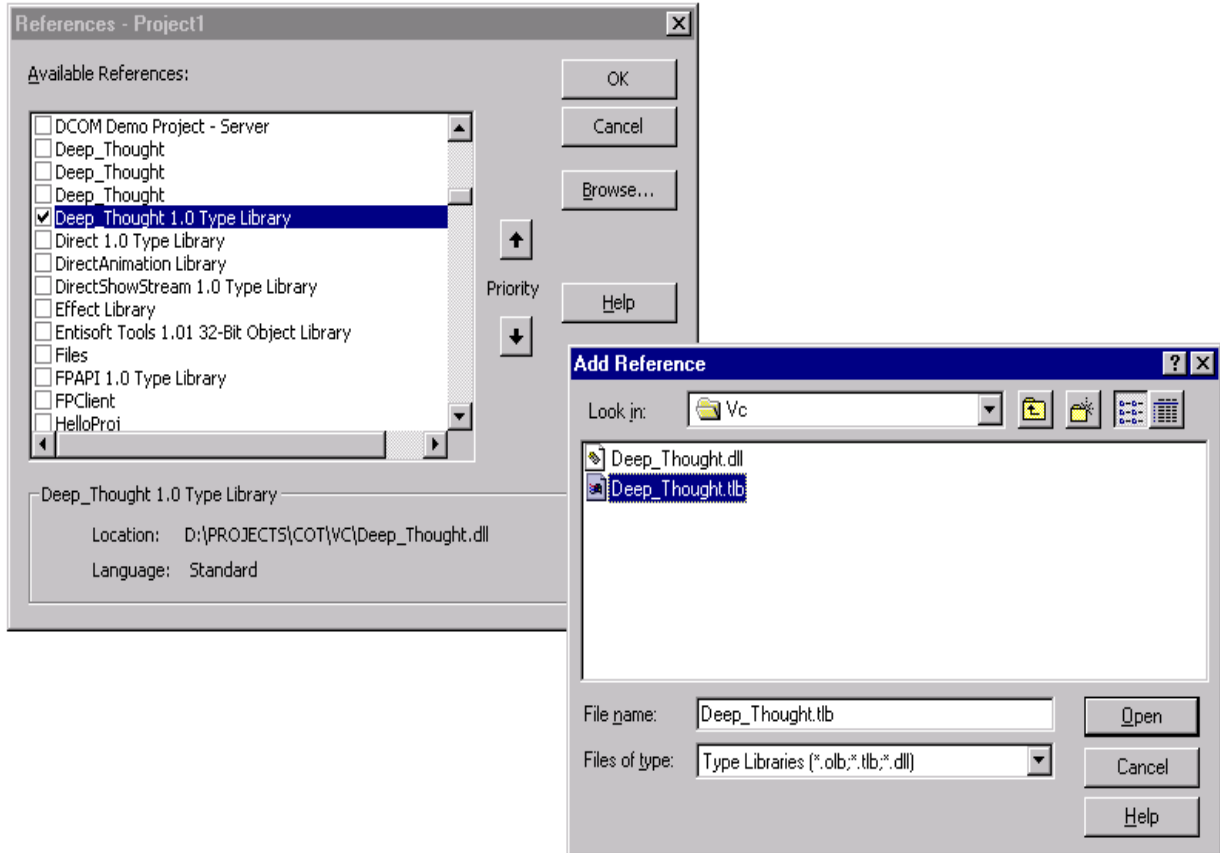 References - Project1
Available References:
OK
Cancel
Browse...
Help
DCOM Demo Project - Server
Deep_Thought
Deep_Thought
Deep_Thought
Deep_Thought 1.0 Type Library
Direct 1.0 Type Library
DirectAnimation Library
DirectShowStream 1.0 Type Library
Effect Library
Entisoft Tools 1.01 32-Bit Object Library
Files
FPAPI 1.0 Type Library
FPClient
HelloProj
Priority
Deep_Thought 1.0 Type Library
Location: D:\PROJECTS\COT\VC\Deep_Thought.dll
Language: Standard
Add Reference
Look in: Vc
Deep_Thought.dll
Deep_Thought.tlb
File name: Deep_Thought.tlb
Open
Files of type: Type Libraries (*.olb;*.tlb;*.dll)
Cancel
Help